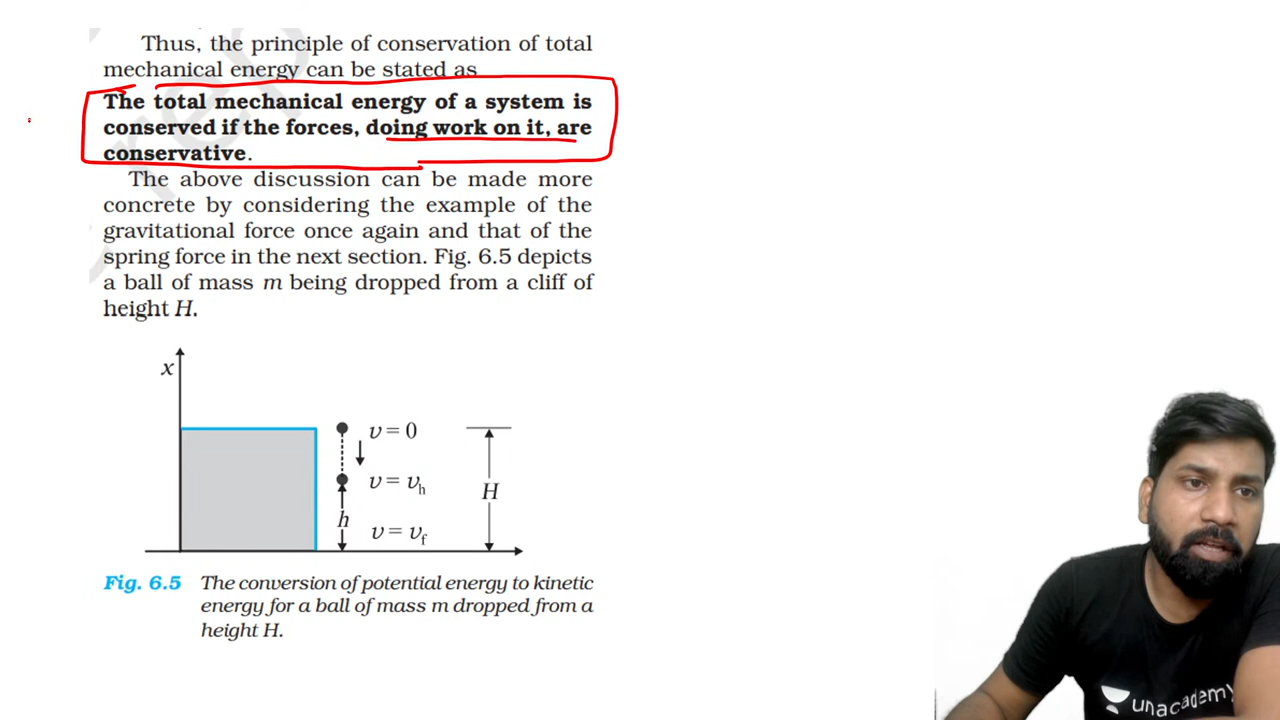 Thus, the principle of conservation of total
mechanical energy can be stated as
The total mechanical energy of a system is
conserved if the forces, doing work on it, are
conservative.
The above discussion can be made more
concrete by considering the example of the
gravitational force once again and that of the
spring force in the next section. Fig. 6.5 depicts
a ball of mass m being dropped from a cliff of
height H.
x
v = 0
v = vh
H
h
v = vf
Fig. 6.5 The conversion of potential energy to kinetic
energy for a ball of mass m dropped from a
height H.
unacademy